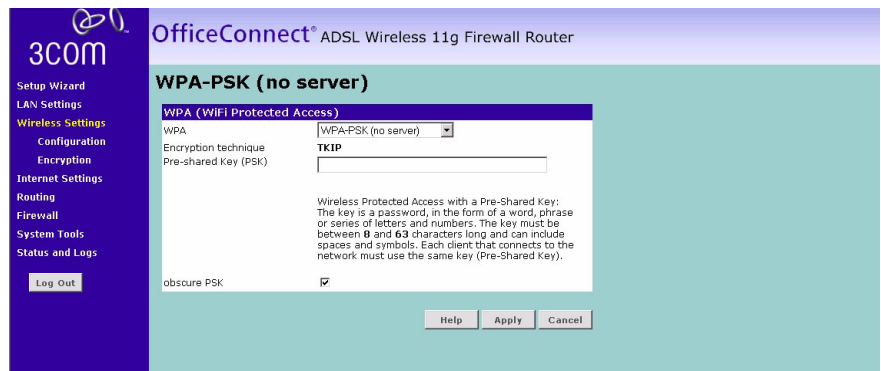 3COM
OfficeConnect® ADSL Wireless 11g Firewall Router
Setup Wizard
LAN Settings
Wireless Settings
Configuration
Encryption
Internet Settings
Routing
Firewall
System Tools
Status and Logs
Log Out
WPA-PSK (no server)
WPA (WiFi Protected Access)
WPA
WPA-PSK (no server)
Encryption technique
TKIP
Pre-shared Key (PSK)
Wireless Protected Access with a Pre-Shared Key:
The key is a password, in the form of a word, phrase
or series of letters and numbers. The key must be
between 8 and 63 characters long and can include
spaces and symbols. Each client that connects to the
network must use the same key (Pre-Shared Key).
obscure PSK
Help
Apply
Cancel